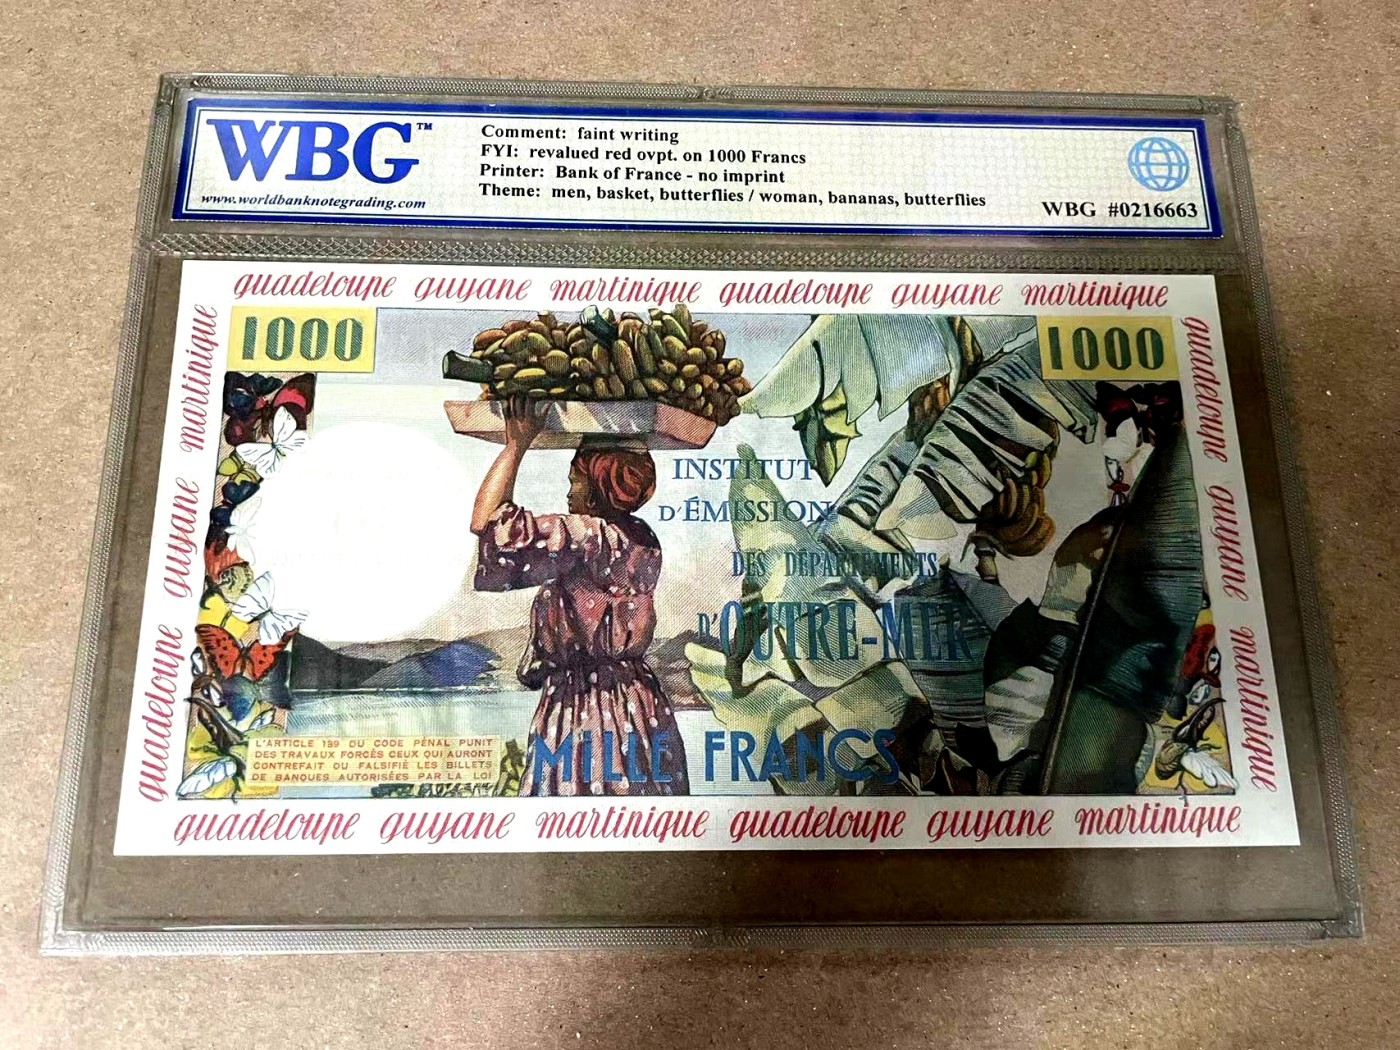 WBG™
www.worldbanknotegrading.com
Comment: faint writing
FYI: revalued red ovpt. on 1000 Francs
Printer: Bank of France - no imprint
Theme: men, basket, butterflies / woman, bananas, butterflies
WBG #0216663
guadeloupe guyane martinique guadeloupe guyane martinique
guadeloupe guyane martinique
1000
1000
INSTITUT
D'ÉMISSION
DES DÉPARTEMENTS
D'OUTRE-MER
MILLE FRANCS
L'ARTICLE 139 DU CODE PÉNAL PUNIT
DES TRAVAUX FORCÉS CEUX QUI AURONT
CONTREFAIT OU FALSIFIÉ LES BILLETS
DE BANQUES AUTORISÉES PAR LA LOI
guadeloupe guyane martinique
guadeloupe guyane martinique guadeloupe guyane martinique